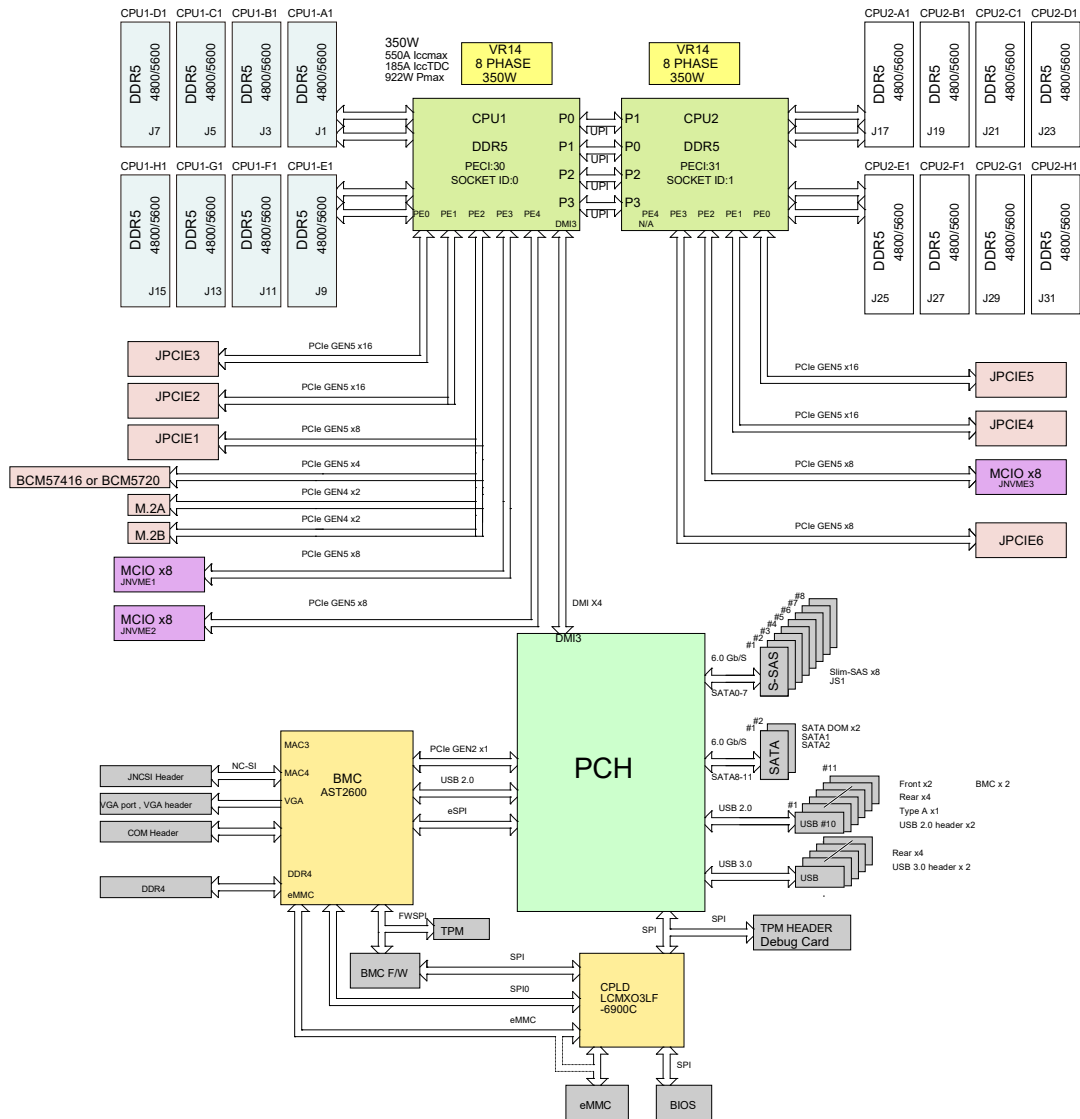 CPU1-D1 CPU1-C1 CPU1-B1 CPU1-A1
DDR5 4800/5600 J7
DDR5 4800/5600 J5
DDR5 4800/5600 J3
DDR5 4800/5600 J1
350W
550A Iccmax
185A IccTDC
922W Pmax
VR14
8 PHASE
350W
VR14
8 PHASE
350W
CPU2-A1 CPU2-B1 CPU2-C1 CPU2-D1
DDR5 4800/5600 J17
DDR5 4800/5600 J19
DDR5 4800/5600 J21
DDR5 4800/5600 J23
CPU1-H1 CPU1-G1 CPU1-F1 CPU1-E1
DDR5 4800/5600 J15
DDR5 4800/5600 J13
DDR5 4800/5600 J11
DDR5 4800/5600 J9
CPU1
DDR5
PECI:30
SOCKET ID:0
P0
P1
P2
P3
PE0 PE1 PE2 PE3 PE4 DMI3
UPI
UPI
UPI
UPI
P1
P0
P2
P3
CPU2
DDR5
PECI:31
SOCKET ID:1
PE4 PE3 PE2 PE1 PE0
N/A
CPU2-E1 CPU2-F1 CPU2-G1 CPU2-H1
DDR5 4800/5600 J25
DDR5 4800/5600 J27
DDR5 4800/5600 J29
DDR5 4800/5600 J31
JPCIE3
PCIe GEN5 x16
JPCIE2
PCIe GEN5 x16
JPCIE1
PCIe GEN5 x8
BCM57416 or BCM5720
PCIe GEN5 x4
M.2A
PCIe GEN4 x2
M.2B
PCIe GEN4 x2
MCIO x8
JNVME1
PCIe GEN5 x8
MCIO x8
JNVME2
PCIe GEN5 x8
PCIe GEN5 x16
JPCIE5
PCIe GEN5 x16
JPCIE4
PCIe GEN5 x8
MCIO x8
JNVME3
PCIe GEN5 x8
JPCIE6
DMI X4
DMI3
PCH
6.0 Gb/S
SATA0-7
#1
#2
#3
#4
#5
#6
#7
#8
S-SAS
Slim-SAS x8
JS1
6.0 Gb/S
SATA8-11
#1
#2
SATA
SATA DOM x2
SATA1
SATA2
USB 2.0
#1
#11
USB #10
Front x2 BMC x 2
Rear x4
Type A x1
USB 2.0 header x2
USB 3.0
USB
Rear x4
USB 3.0 header x 2
MAC3
MAC4
VGA
BMC
AST2600
DDR4
eMMC
PCIe GEN2 x1
USB 2.0
eSPI
JNCSI Header
NC-SI
VGA port , VGA header
COM Header
DDR4
FWSPI
TPM
BMC F/W
SPI
SPI0
eMMC
SPI
SPI
TPM HEADER
Debug Card
CPLD
LCMXO3LF
-6900C
SPI
eMMC
BIOS